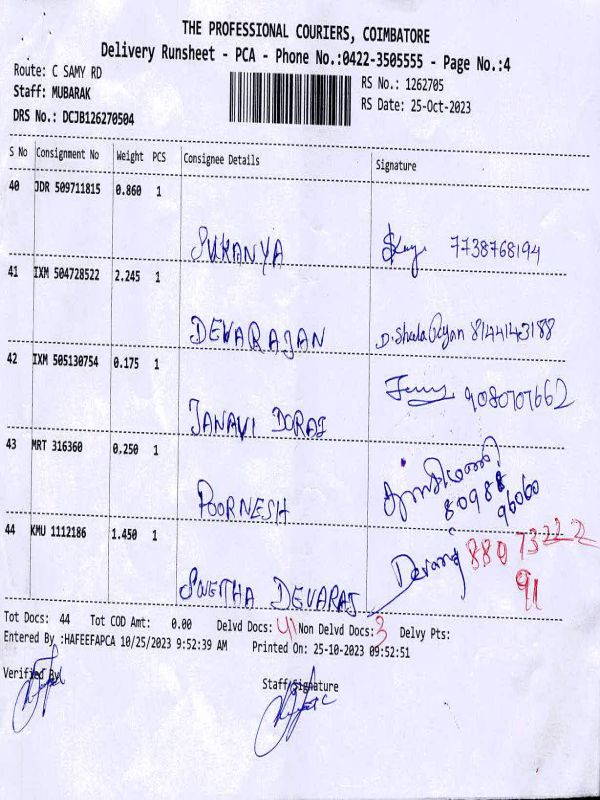 THE PROFESSIONAL COURIERS, COIMBATORE
Delivery Runsheet - PCA - Phone No.:0422-3505555 - Page No.:4
Route: C SAMY RD
RS No.: 1262705
Staff: MUBARAK
RS Date: 25-Oct-2023
DRS No.: DCJB126270504
S No Consignment No Weight PCS Consignee Details Signature
40 JDR 509711815 0.860 1
SUKANYA 7738768194
41 IXM 504728522 2.245 1
DEVARAJAN D. Shala 8144143188
42 IXM 505130754 0.175 1
JANAVI DORAI 9080707662
43 MRT 316360 0.250 1
POORNESH 80988
96060
44 KMU 1112186 1.450 1
SWETHA DEVARAJ Devaraj 88073222
91
Tot Docs: 44 Tot COD Amt: 0.00 Delvd Docs: 41 Non Delvd Docs: 3 Delvy Pts:
Entered By :HAFEEFAPCA 10/25/2023 9:52:39 AM Printed On: 25-10-2023 09:52:51
Verified By
Staff Signature